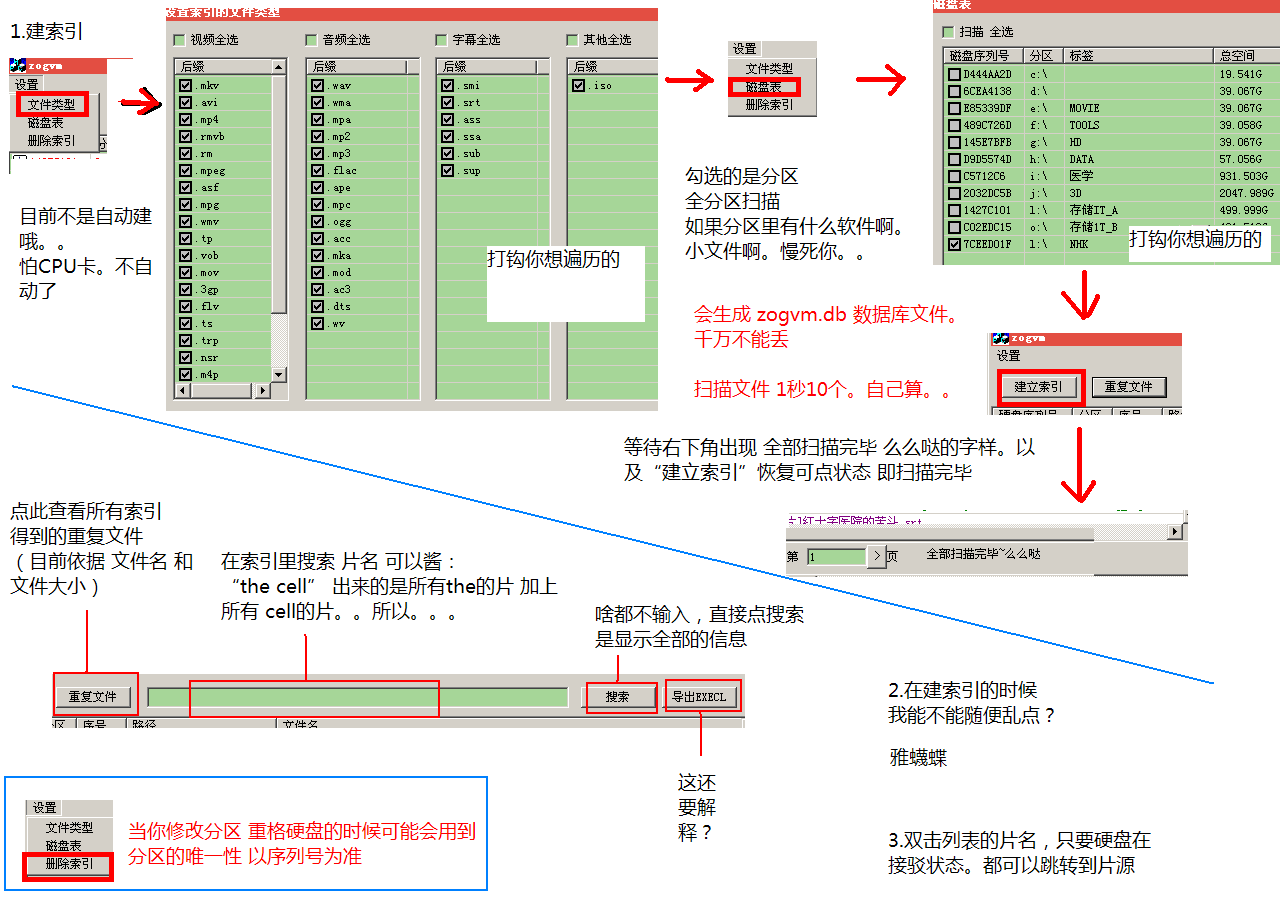 1.建索引
zogvm
设置
文件类型
磁盘表
删除索引
目前不是自动建
哦。。
怕CPU卡。不自
动了
设置索引的文件类型
视频全选
音频全选
字幕全选
其他全选
后缀
.mkv
.avi
.mp4
.rmvb
.rm
.mpeg
.asf
.mpg
.wmv
.tp
.vob
.mov
.3gp
.flv
.ts
.trp
.nsr
.m4p
后缀
.wav
.wma
.mpa
.mp2
.mp3
.flac
.ape
.mpc
.ogg
.acc
.mka
.mod
.ac3
.dts
.wv
后缀
.smi
.srt
.ass
.ssa
.sub
.sup
后缀
.iso
打钩你想遍历的
设置
文件类型
磁盘表
删除索引
勾选的是分区
全分区扫描
如果分区里有什么软件啊。
小文件啊。慢死你。。
磁盘表
扫描 全选
磁盘序列号 分区 标签 总空间
D444AA2D c:\ 19.541G
6CEA4138 d:\ 39.067G
E85339DF e:\ MOVIE 39.067G
489C726D f:\ TOOLS 39.058G
145E7BFB g:\ HD 39.067G
D9D5574D h:\ DATA 57.056G
C5712C6 i:\ 医学 931.503G
2032DC5B j:\ 3D 2047.989G
1427C101 l:\ 存储1T_A 499.999G
C02EDC15 o:\ 存储1T_B
7CEED01F l:\ NHK
打钩你想遍历的
会生成 zogvm.db 数据库文件。
千万不能丢
扫描文件 1秒10个。自己算。。
zogvm
设置
建立索引 重复文件
硬盘序列号 分区 序号 路
等待右下角出现 全部扫描完毕 么么哒的字样。以
及“建立索引”恢复可点状态 即扫描完毕
片]红十字医院的苦斗.srt
第 1 > 页 全部扫描完毕~么么哒
点此查看所有索引
得到的重复文件
（目前依据 文件名 和
文件大小）
在索引里搜索 片名 可以酱：
“the cell” 出来的是所有the的片 加上
所有 cell的片。。所以。。。
啥都不输入，直接点搜索
是显示全部的信息
重复文件 搜索 导出EXECL
区 序号 路径 文件名
这还
要解
释？
2.在建索引的时候
我能不能随便乱点？
雅蠛蝶
3.双击列表的片名，只要硬盘在
接驳状态。都可以跳转到片源
设置
文件类型
磁盘表
删除索引
当你修改分区 重格硬盘的时候可能会用到
分区的唯一性 以序列号为准